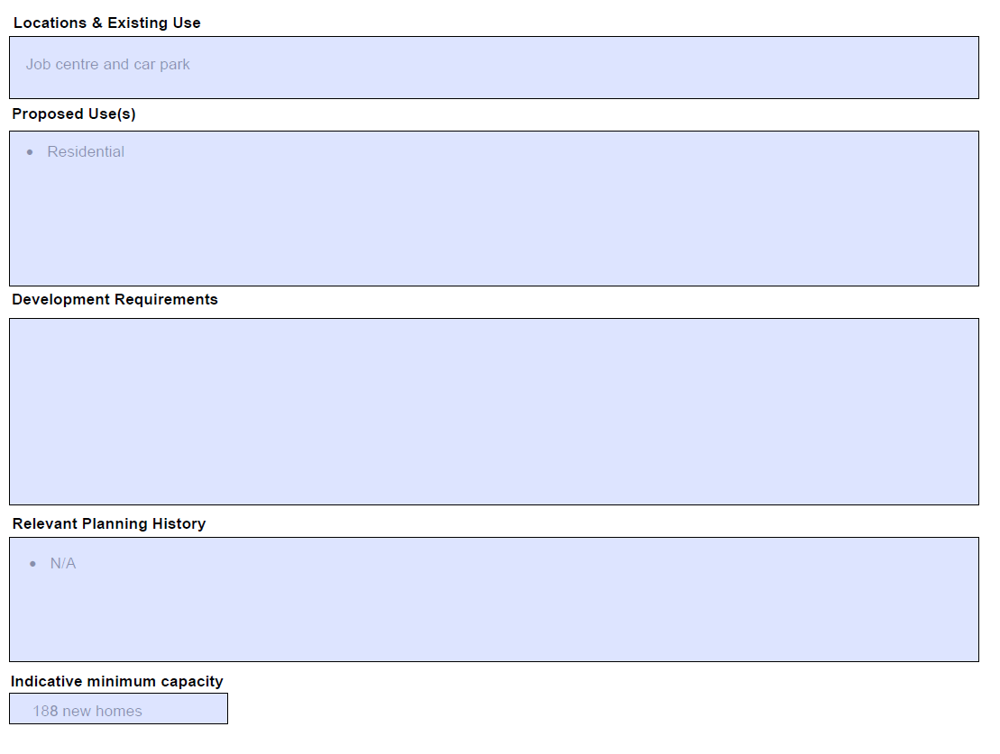 Locations & Existing Use
Job centre and car park
Proposed Use(s)
• Residential
Development Requirements
Relevant Planning History
• N/A
Indicative minimum capacity
188 new homes